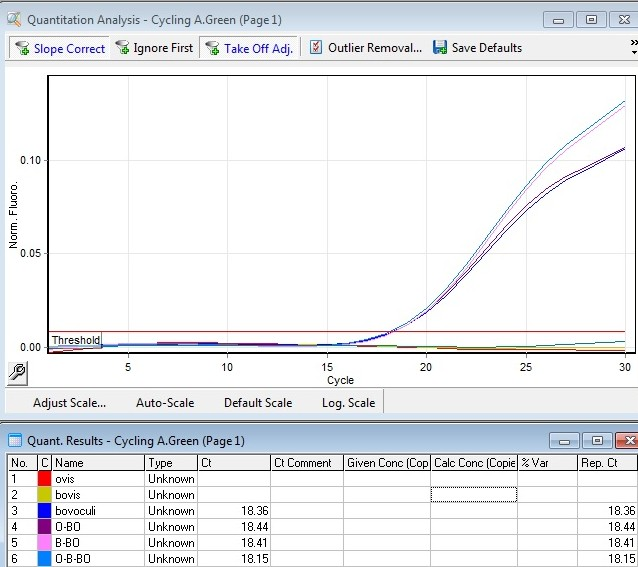 Quantitation Analysis - Cycling A.Green (Page 1)
Slope Correct Ignore First Take Off Adj. Outlier Removal... Save Defaults
Norm. Fluoro.
0.10
0.05
0.00
Threshold
5 10 15 20 25 30
Cycle
Adjust Scale... Auto-Scale Default Scale Log. Scale
Quant. Results - Cycling A.Green (Page 1)
No. C Name Type Ct Ct Comment Given Conc (Cop Calc Conc (Copie % Var Rep. Ct
1 ovis Unknown
2 bovis Unknown
3 bovoculi Unknown 18.36 18.36
4 O-BO Unknown 18.44 18.44
5 B-BO Unknown 18.41 18.41
6 O-B-BO Unknown 18.15 18.15